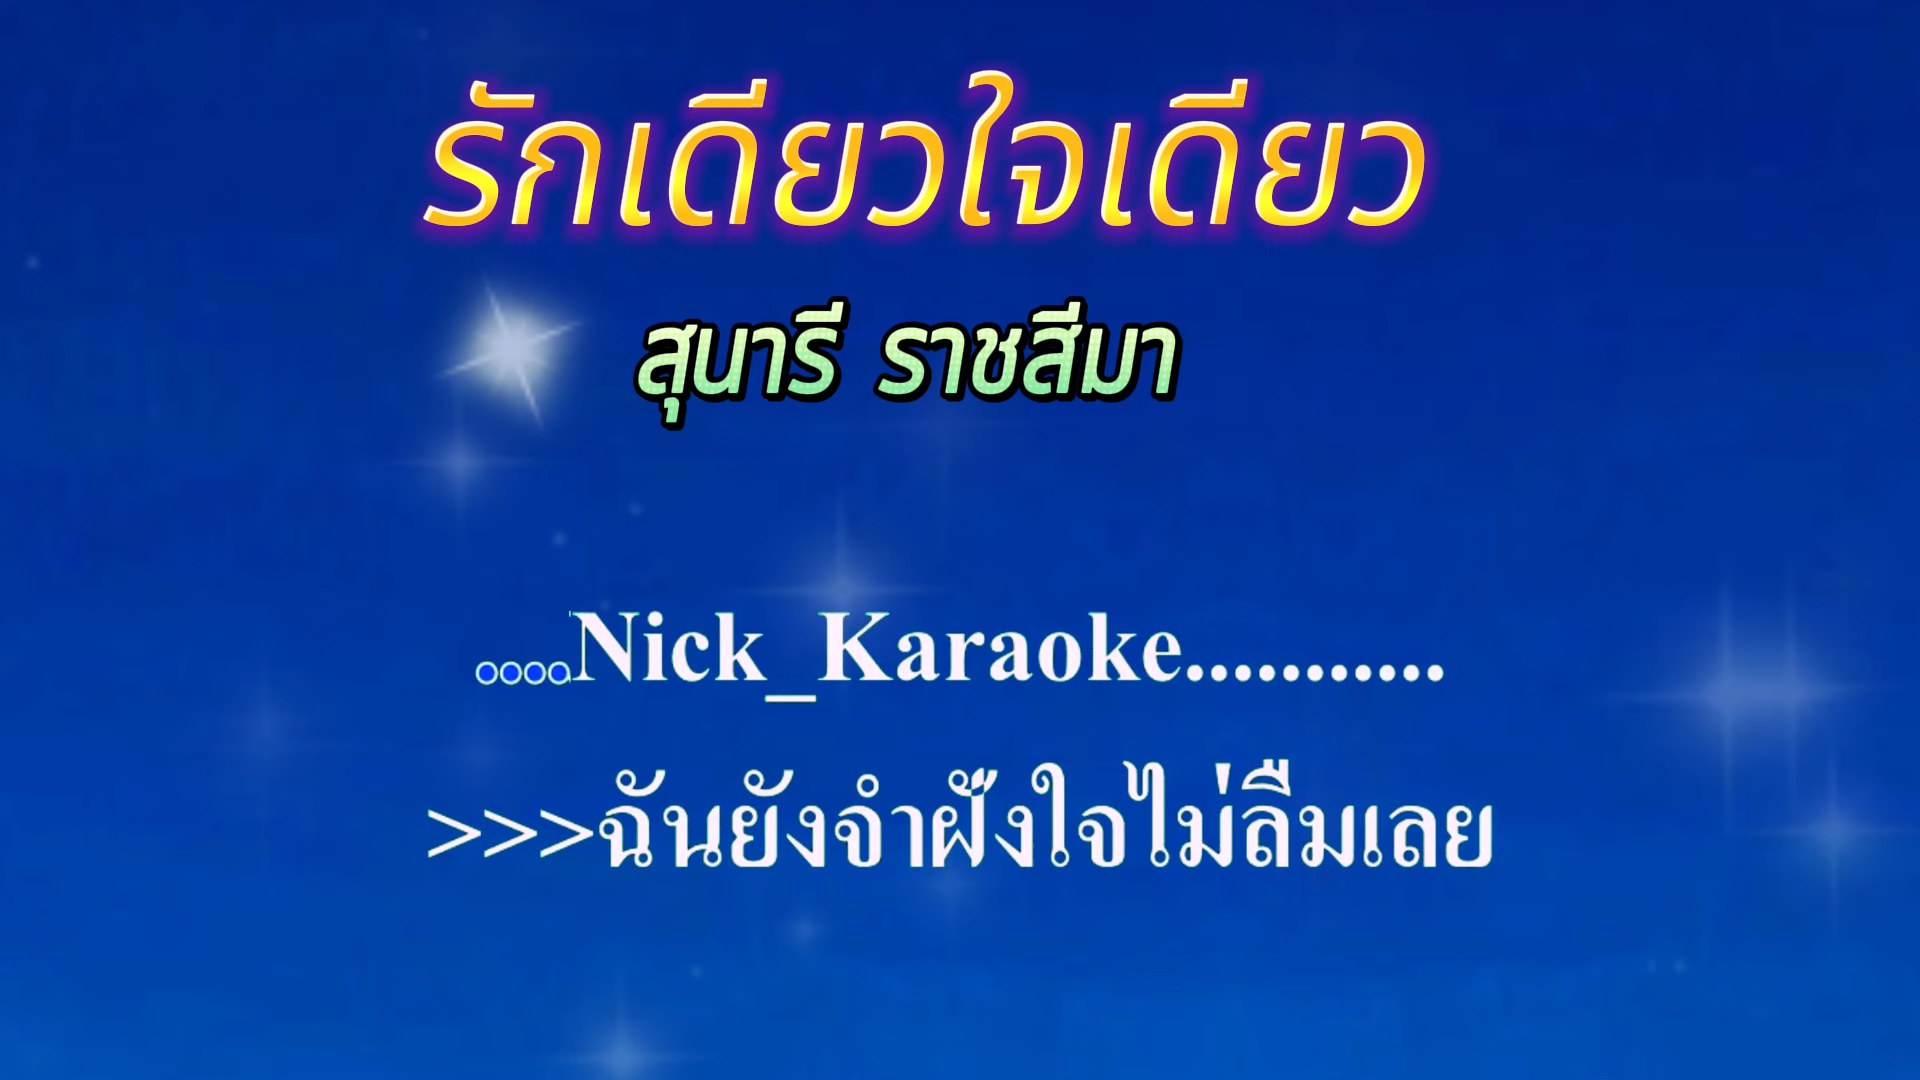 รักเดียวใจเดียว
สุนารี ราชสีมา
....Nick_Karaoke...........
>>>ฉันยังจำฝังใจไม่ลืมเลย